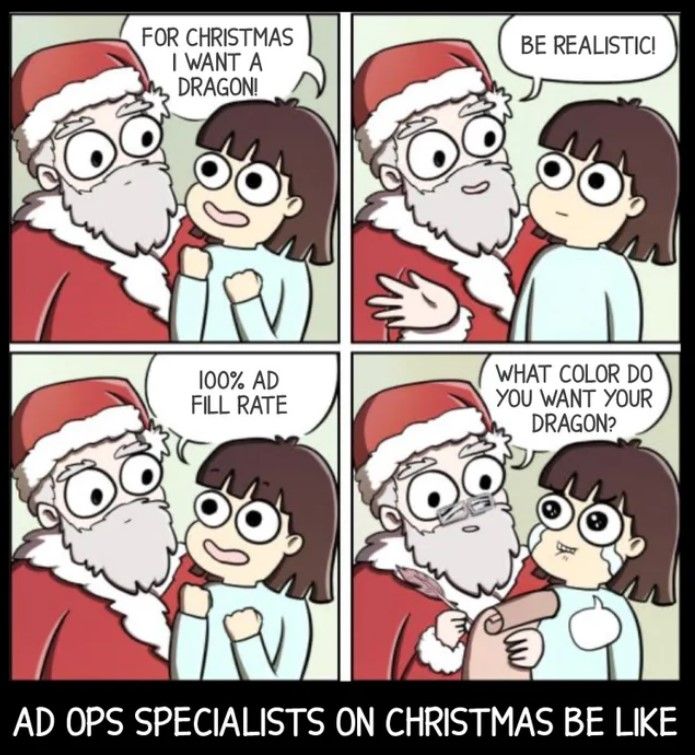 FOR CHRISTMAS
I WANT A
DRAGON!
BE REALISTIC!
100% AD
FILL RATE
WHAT COLOR DO
YOU WANT YOUR
DRAGON?
AD OPS SPECIALISTS ON CHRISTMAS BE LIKE